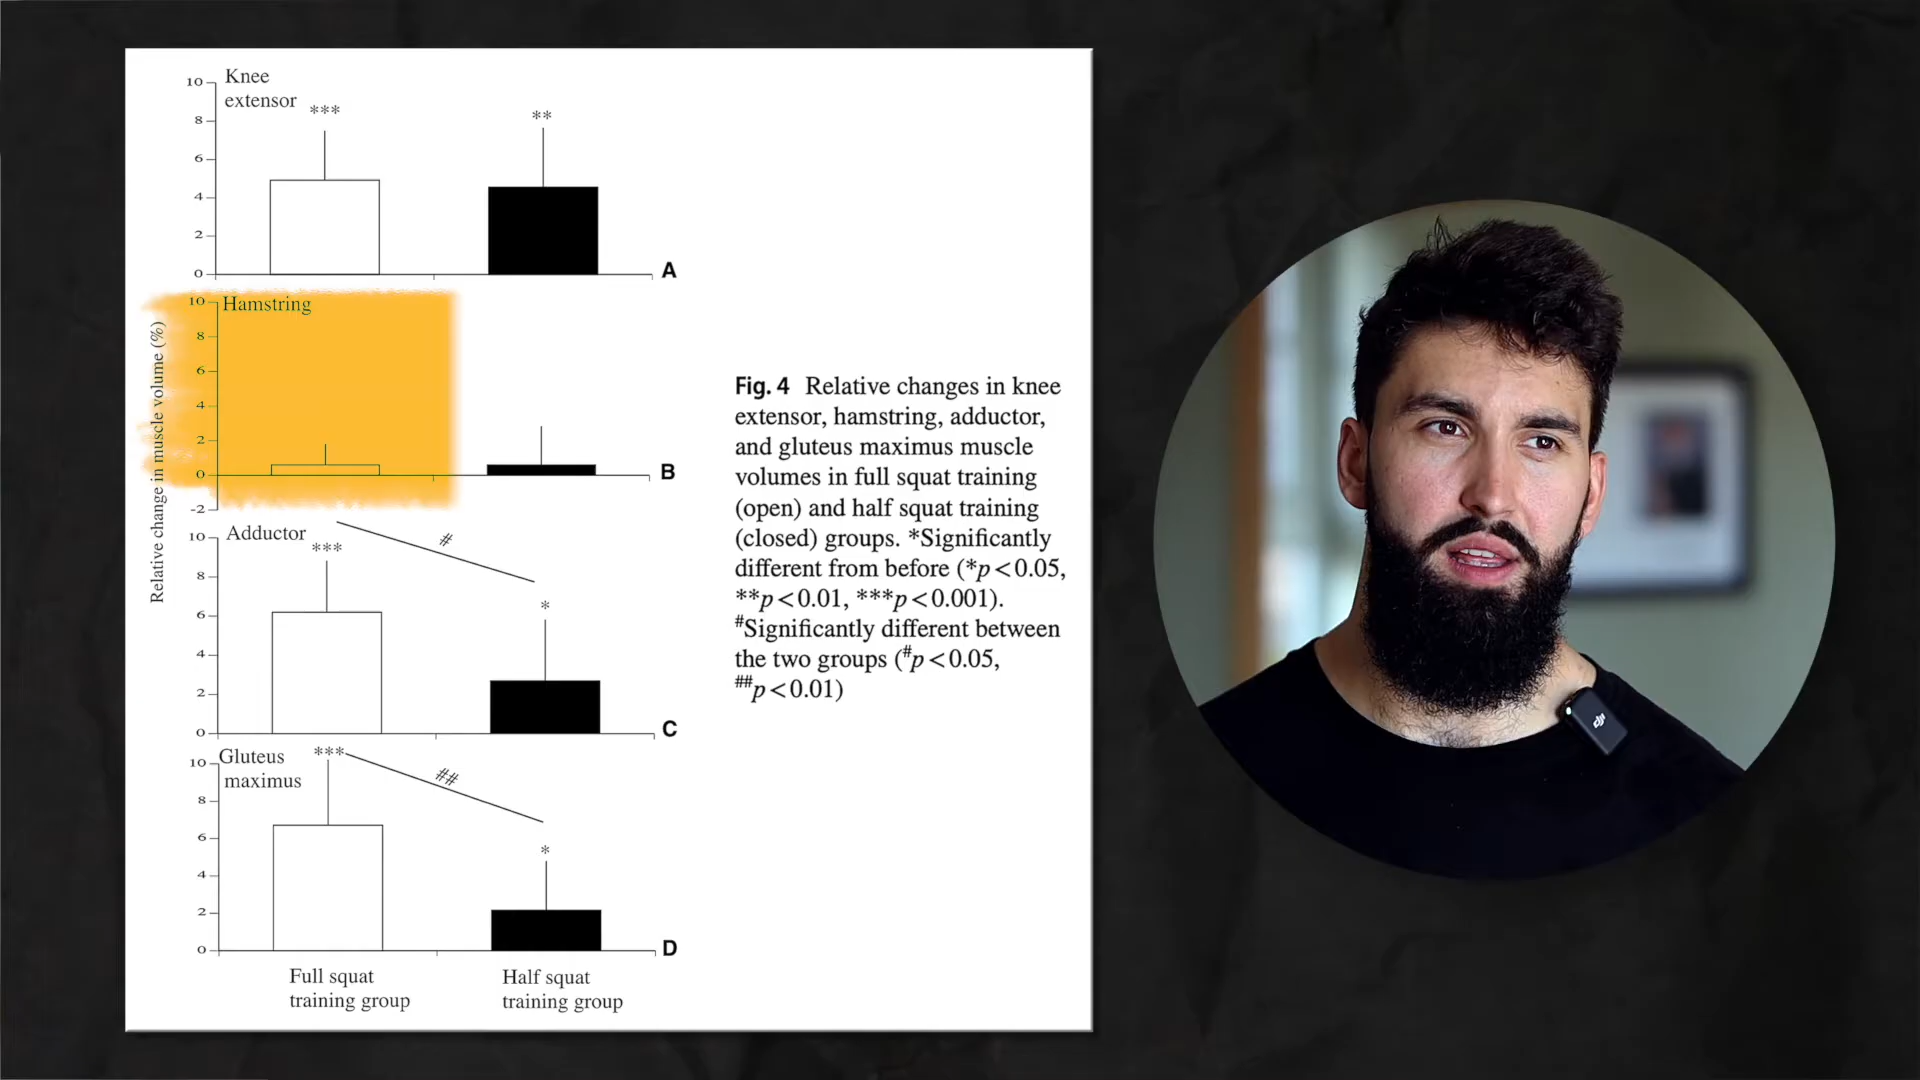 Knee
extensor
***
**
10
8
6
4
2
0
A
Relative change in muscle volume (%)
Hamstring
10
8
6
4
2
0
-2
B
Adductor
***
#
*
10
8
6
4
2
0
C
Gluteus
maximus
***
##
*
10
8
6
4
2
0
D
Full squat
training group
Half squat
training group
Fig. 4 Relative changes in knee
extensor, hamstring, adductor,
and gluteus maximus muscle
volumes in full squat training
(open) and half squat training
(closed) groups. *Significantly
different from before (*p<0.05,
**p<0.01, ***p<0.001).
#Significantly different between
the two groups (#p<0.05,
##p<0.01)
dji